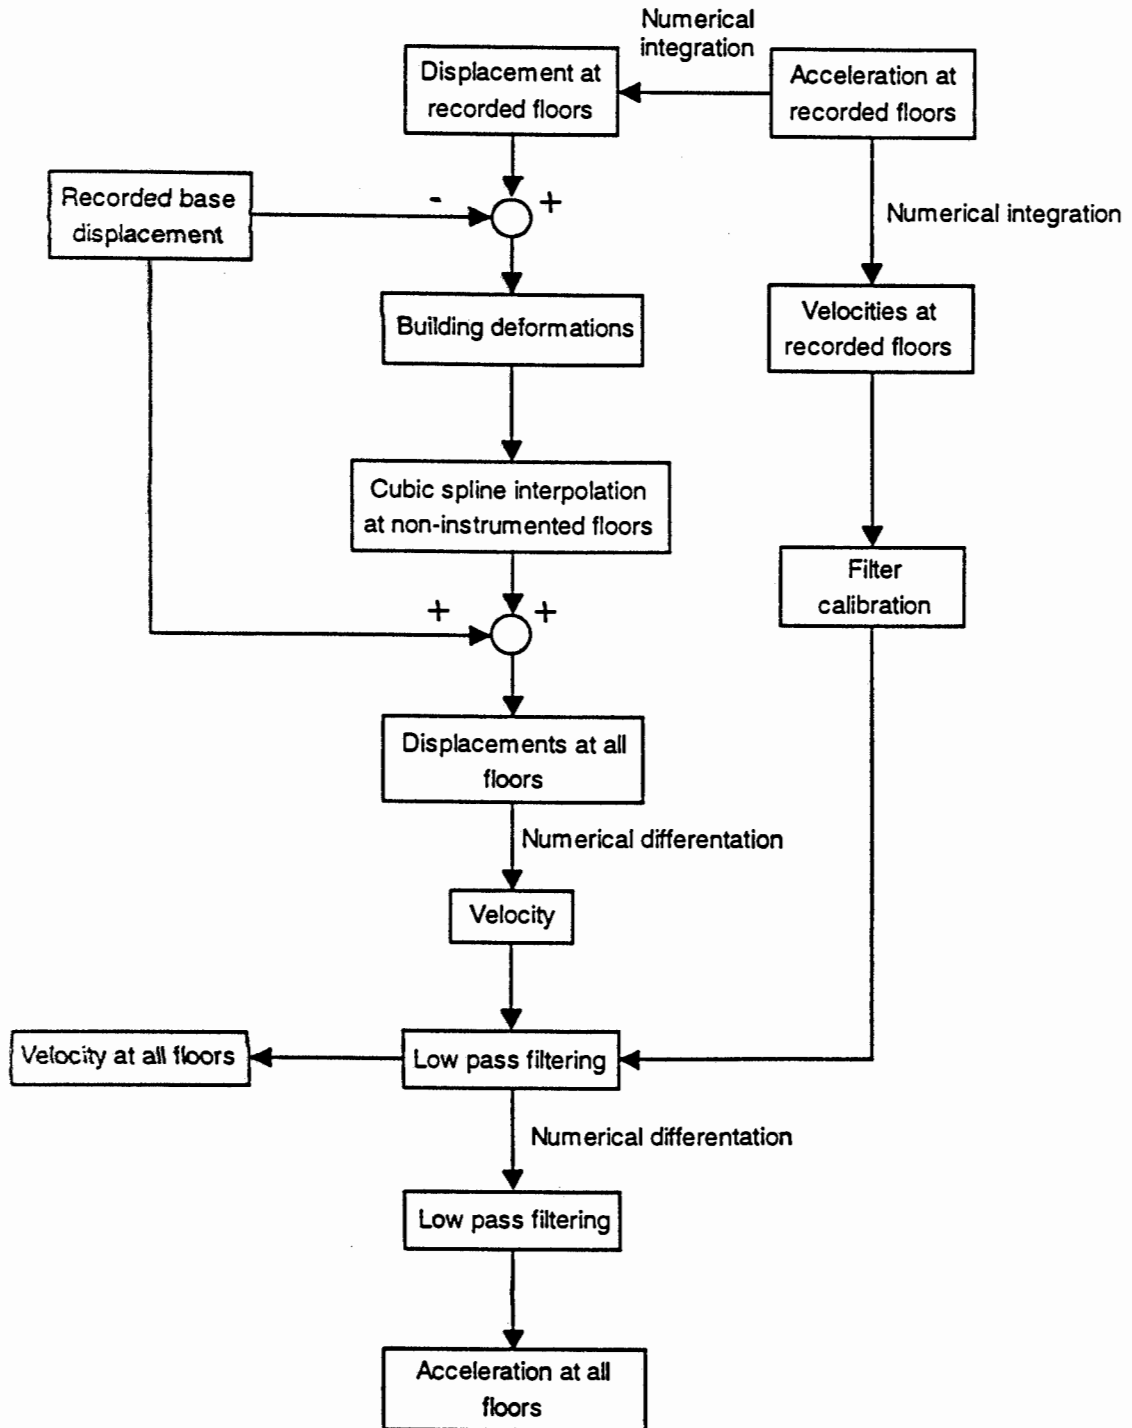 Numerical
integration
Displacement at
recorded floors
Acceleration at
recorded floors
Recorded base
displacement
-
+
Numerical integration
Building deformations
Velocities at
recorded floors
Cubic spline interpolation
at non-instrumented floors
Filter
calibration
+
+
Displacements at all
floors
Numerical differentation
Velocity
Velocity at all floors
Low pass filtering
Numerical differentation
Low pass filtering
Acceleration at all
floors